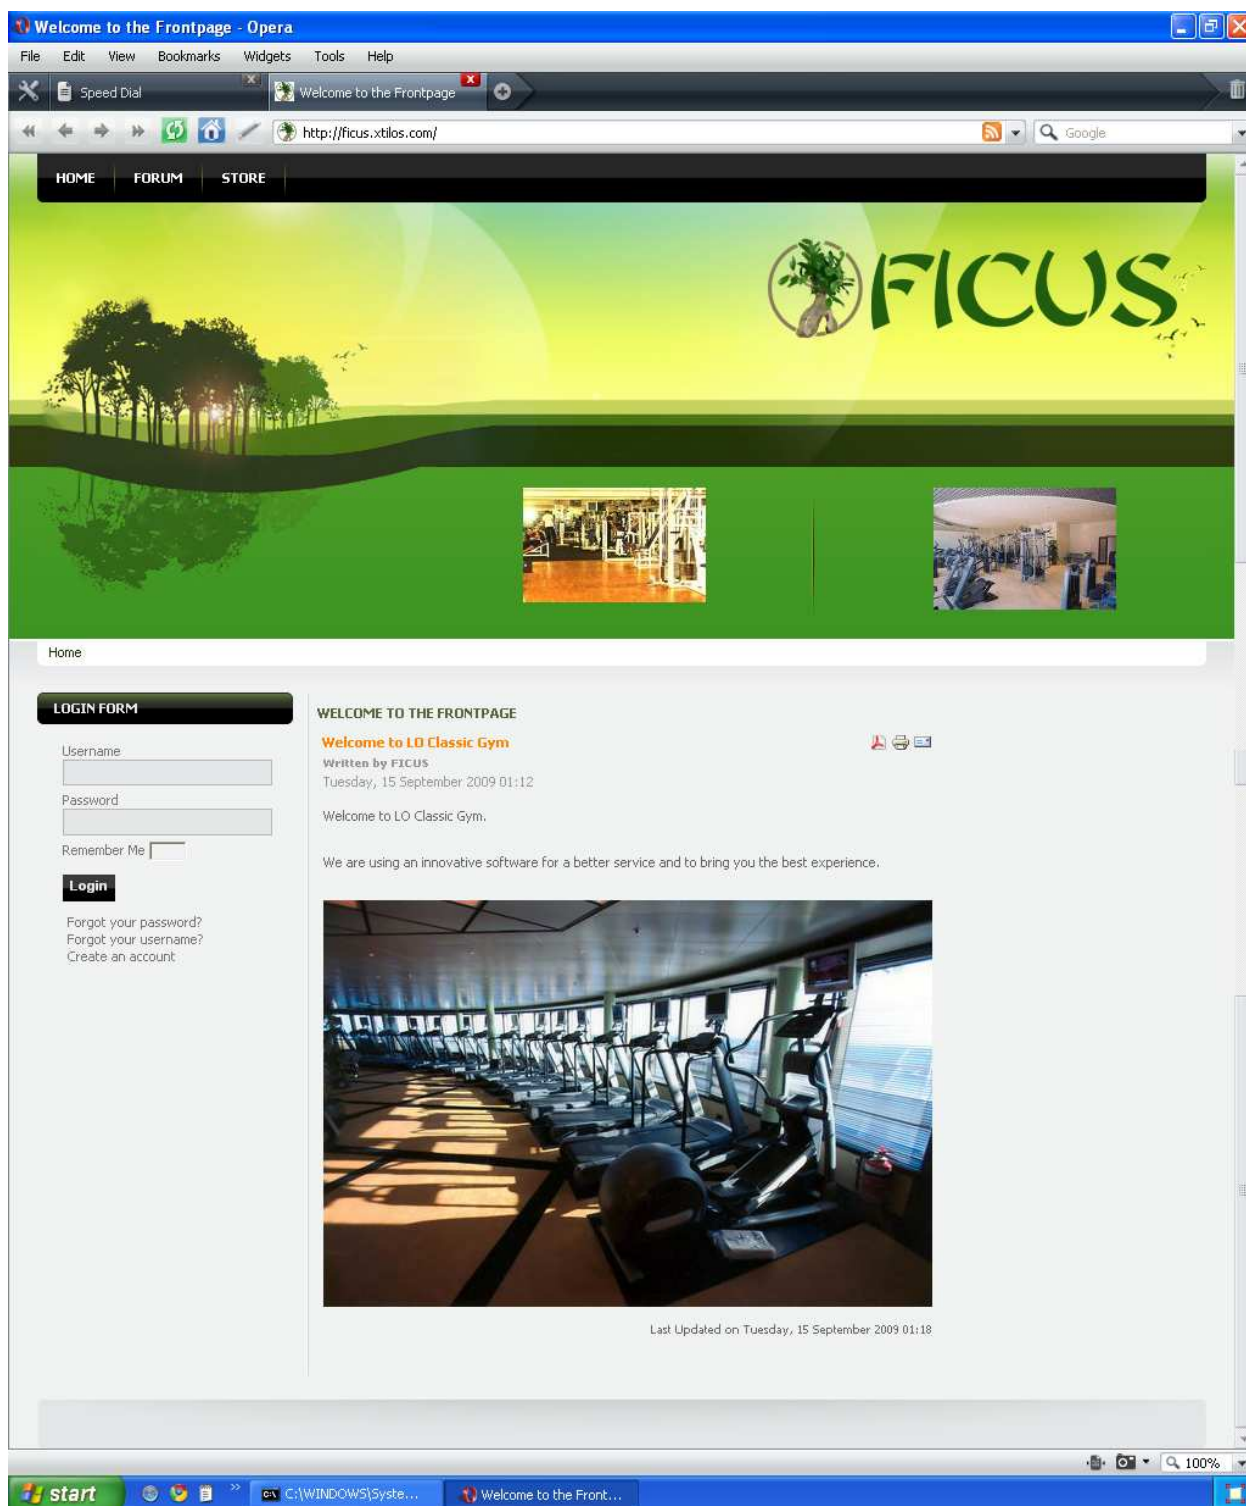 Welcome to the Frontpage - Opera
File Edit View Bookmarks Widgets Tools Help
Speed Dial
Welcome to the Frontpage
http://ficus.xtilos.com/
Google
HOME FORUM STORE
FICUS
Home
LOGIN FORM
Username
Password
Remember Me
Login
Forgot your password?
Forgot your username?
Create an account
WELCOME TO THE FRONTPAGE
Welcome to LO Classic Gym
Written by FICUS
Tuesday, 15 September 2009 01:12
Welcome to LO Classic Gym.
We are using an innovative software for a better service and to bring you the best experience.
Last Updated on Tuesday, 15 September 2009 01:18
100%
start
C:\WINDOWS\Syste...
Welcome to the Front...